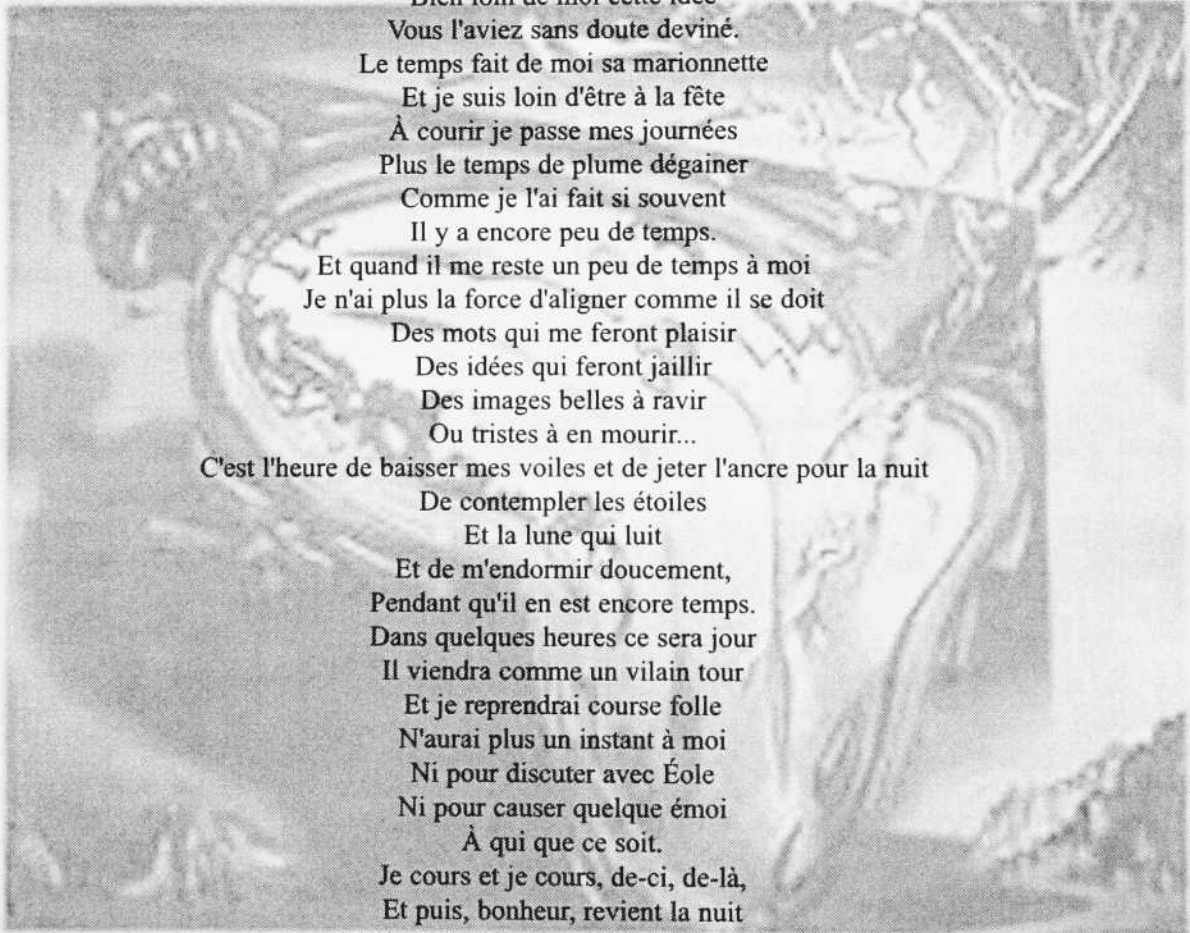 Bien loin de moi cette idée
Vous l'aviez sans doute deviné.
Le temps fait de moi sa marionnette
Et je suis loin d'être à la fête
À courir je passe mes journées
Plus le temps de plume dégainer
Comme je l'ai fait si souvent
Il y a encore peu de temps.
Et quand il me reste un peu de temps à moi
Je n'ai plus la force d'aligner comme il se doit
Des mots qui me feront plaisir
Des idées qui feront jaillir
Des images belles à ravir
Ou tristes à en mourir...
C'est l'heure de baisser mes voiles et de jeter l'ancre pour la nuit
De contempler les étoiles
Et la lune qui luit
Et de m'endormir doucement,
Pendant qu'il en est encore temps.
Dans quelques heures ce sera jour
Il viendra comme un vilain tour
Et je reprendrai course folle
N'aurai plus un instant à moi
Ni pour discuter avec Éole
Ni pour causer quelque émoi
À qui que ce soit.
Je cours et je cours, de-ci, de-là,
Et puis, bonheur, revient la nuit